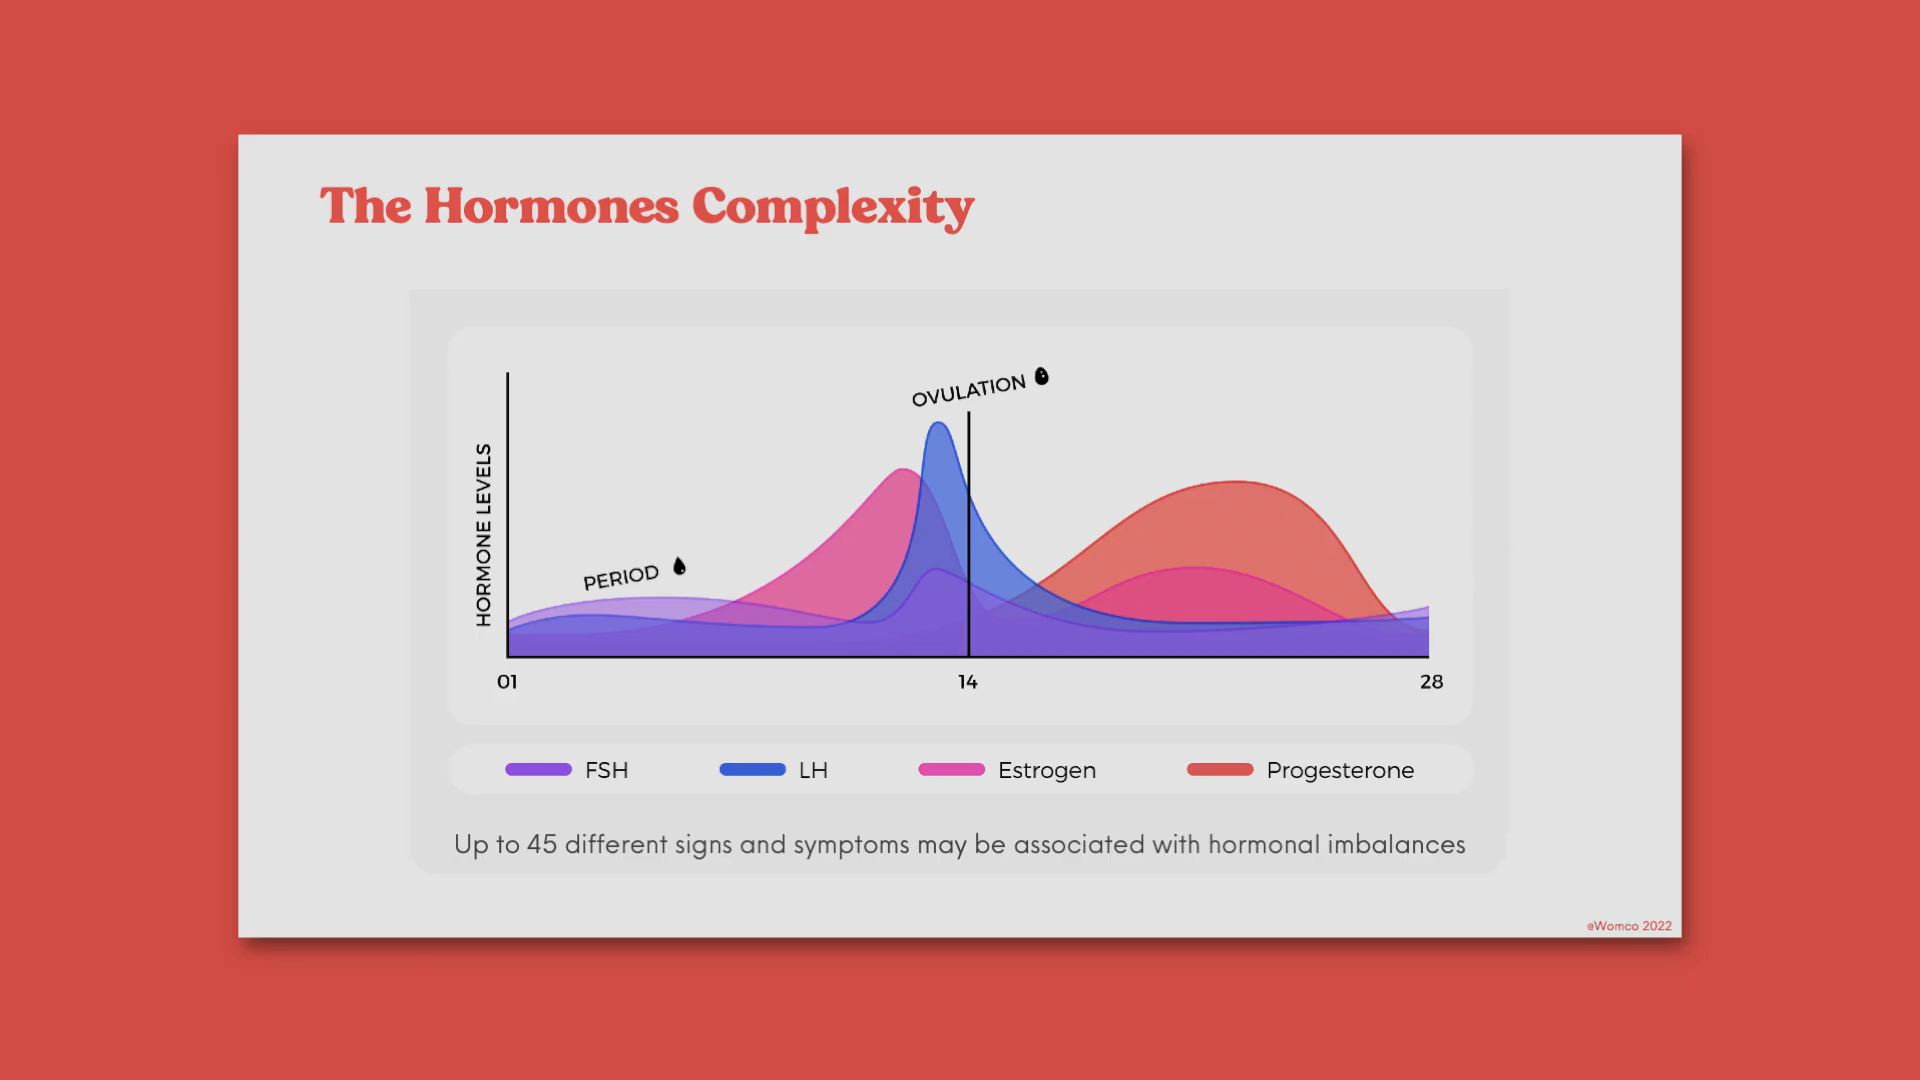 The Hormones Complexity
OVULATION
HORMONE LEVELS
PERIOD
01
14
28
FSH
LH
Estrogen
Progesterone
Up to 45 different signs and symptoms may be associated with hormonal imbalances
@Womco 2022